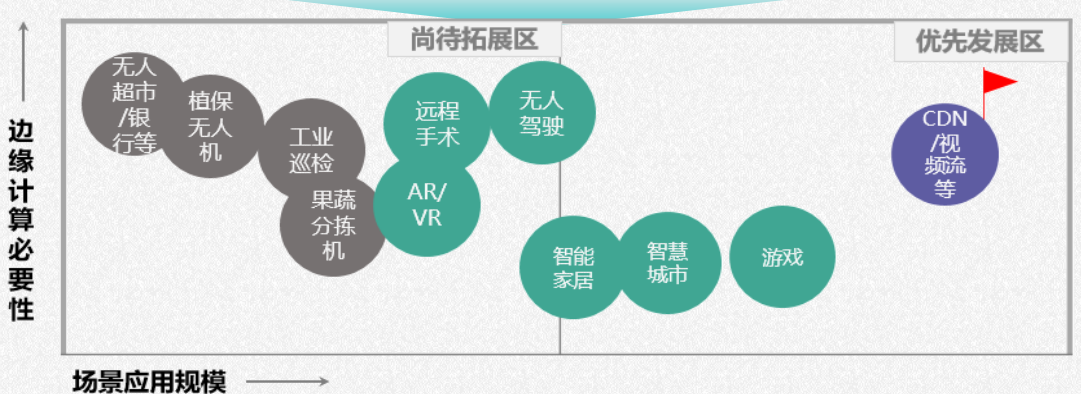 尚待拓展区
优先发展区
边缘计算必要性
无人
超市
/银
行等
植保
无人
机
工业
巡检
果蔬
分拣
机
远程
手术
AR/
VR
无人
驾驶
智能
家居
智慧
城市
游戏
CDN
/视
频流
等
场景应用规模